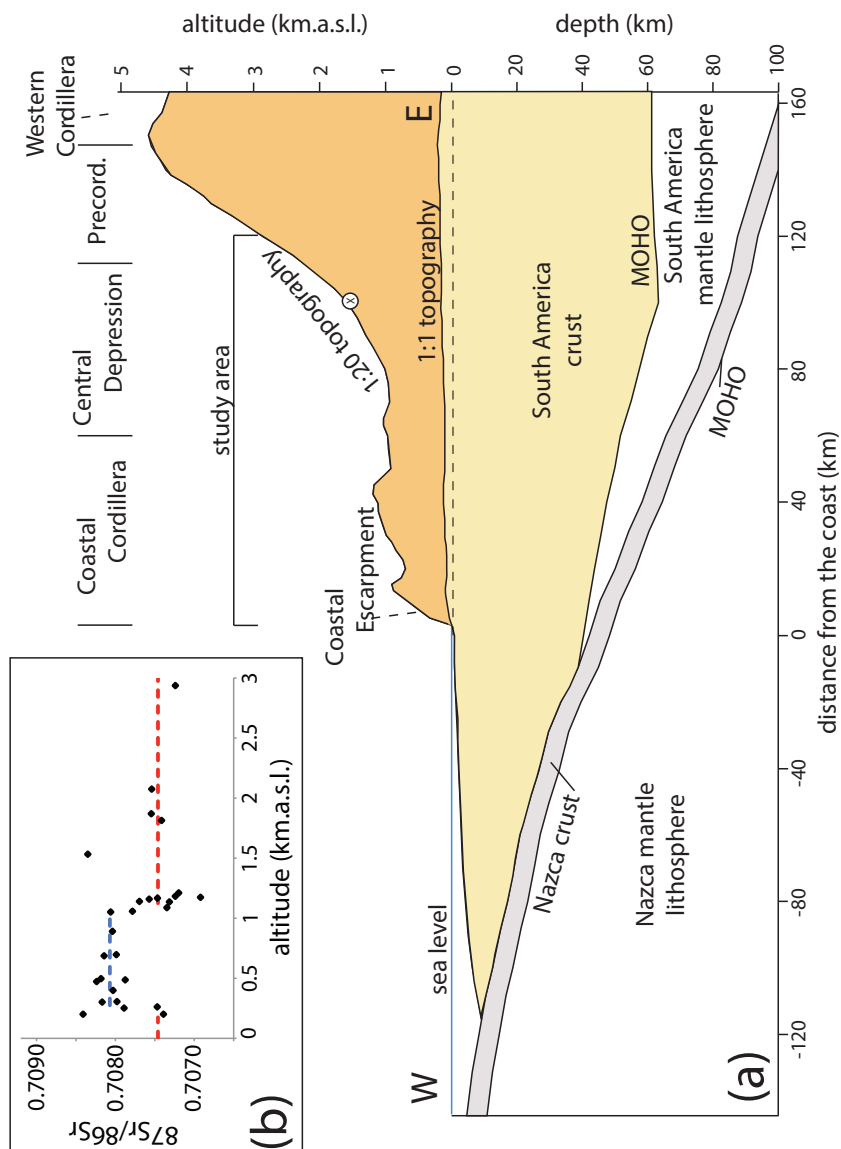 altitude (km.a.s.l.)
depth (km)
5
4
3
2
1
0
20
40
60
80
100
Western
Cordillera
Precord.
Central
Depression
Coastal
Cordillera
study area
1:20 topography
x
Coastal
Escarpment
E
1:1 topography
W
sea level
South America
crust
MOHO
South America
mantle lithosphere
MOHO
Nazca crust
Nazca mantle
lithosphere
(a)
-120
-80
-40
0
40
80
120
160
distance from the coast (km)
(b)
87Sr/86Sr
0.7090
0.7080
0.7070
0
0.5
1
1.5
2
2.5
3
altitude (km.a.s.l.)